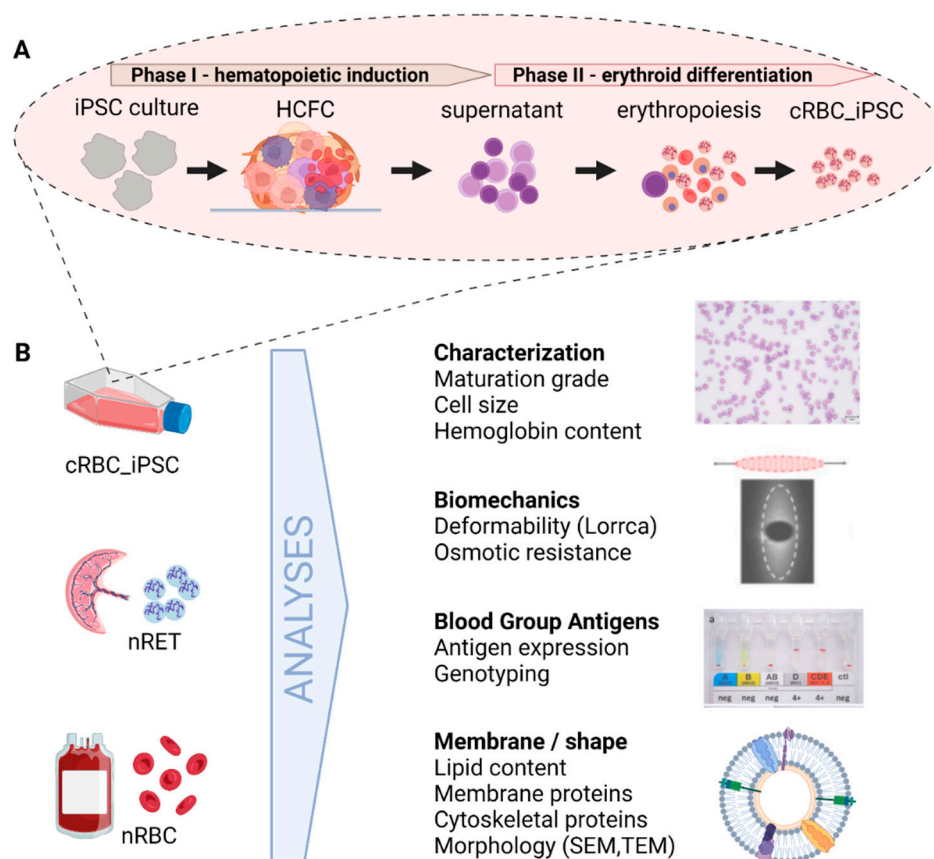 A
Phase I - hematopoietic induction
Phase II - erythroid differentiation
iPSC culture
HCFC
supernatant
erythropoiesis
cRBC_iPSC
B
cRBC_iPSC
nRET
nRBC
ANALYSES
Characterization
Maturation grade
Cell size
Hemoglobin content
Biomechanics
Deformability (Lorrca)
Osmotic resistance
Blood Group Antigens
Antigen expression
Genotyping
a
A B AB D CDE ctl
neg neg neg 4+ 4+ neg
Membrane / shape
Lipid content
Membrane proteins
Cytoskeletal proteins
Morphology (SEM,TEM)